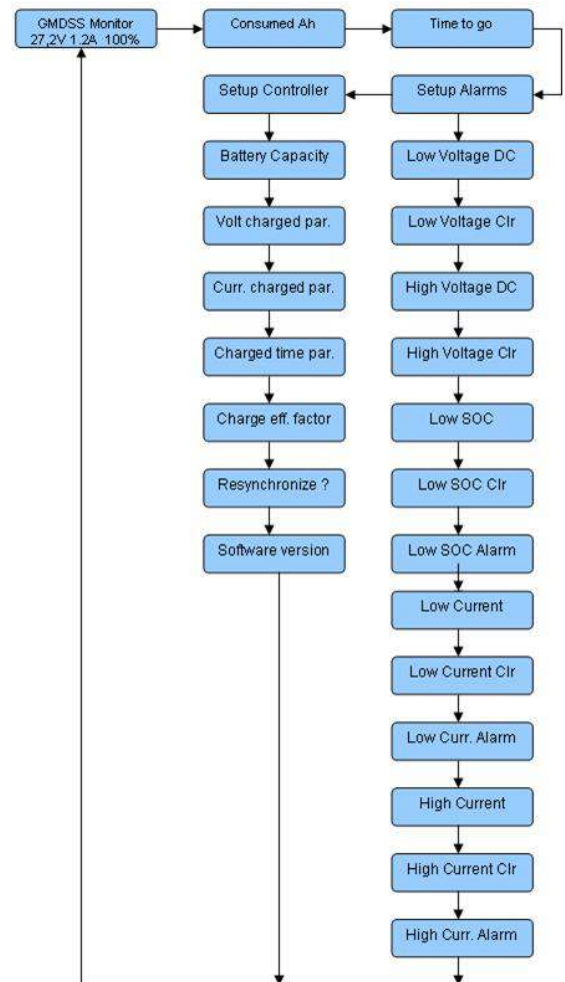 GMDSS Monitor
27,2V 1.2A 100%
Consumed Ah
Time to go
Setup Controller
Setup Alarms
Battery Capacity
Low Voltage DC
Volt charged par.
Low Voltage Clr
Curr. charged par.
High Voltage DC
Charged time par.
High Voltage Clr
Charge eff. factor
Low SOC
Resynchronize ?
Low SOC Clr
Software version
Low SOC Alarm
Low Current
Low Current Clr
Low Curr. Alarm
High Current
High Current Clr
High Curr. Alarm